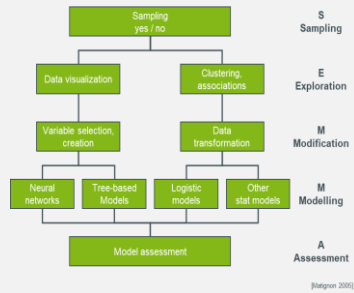 Sampling
yes / no
S
Sampling
Data visualization
Clustering,
associations
E
Exploration
Variable selection,
creation
Data
transformation
M
Modification
Neural
networks
Tree-based
Models
Logistic
models
Other
stat models
M
Modelling
Model assessment
A
Assessment
[Matignon 2005]